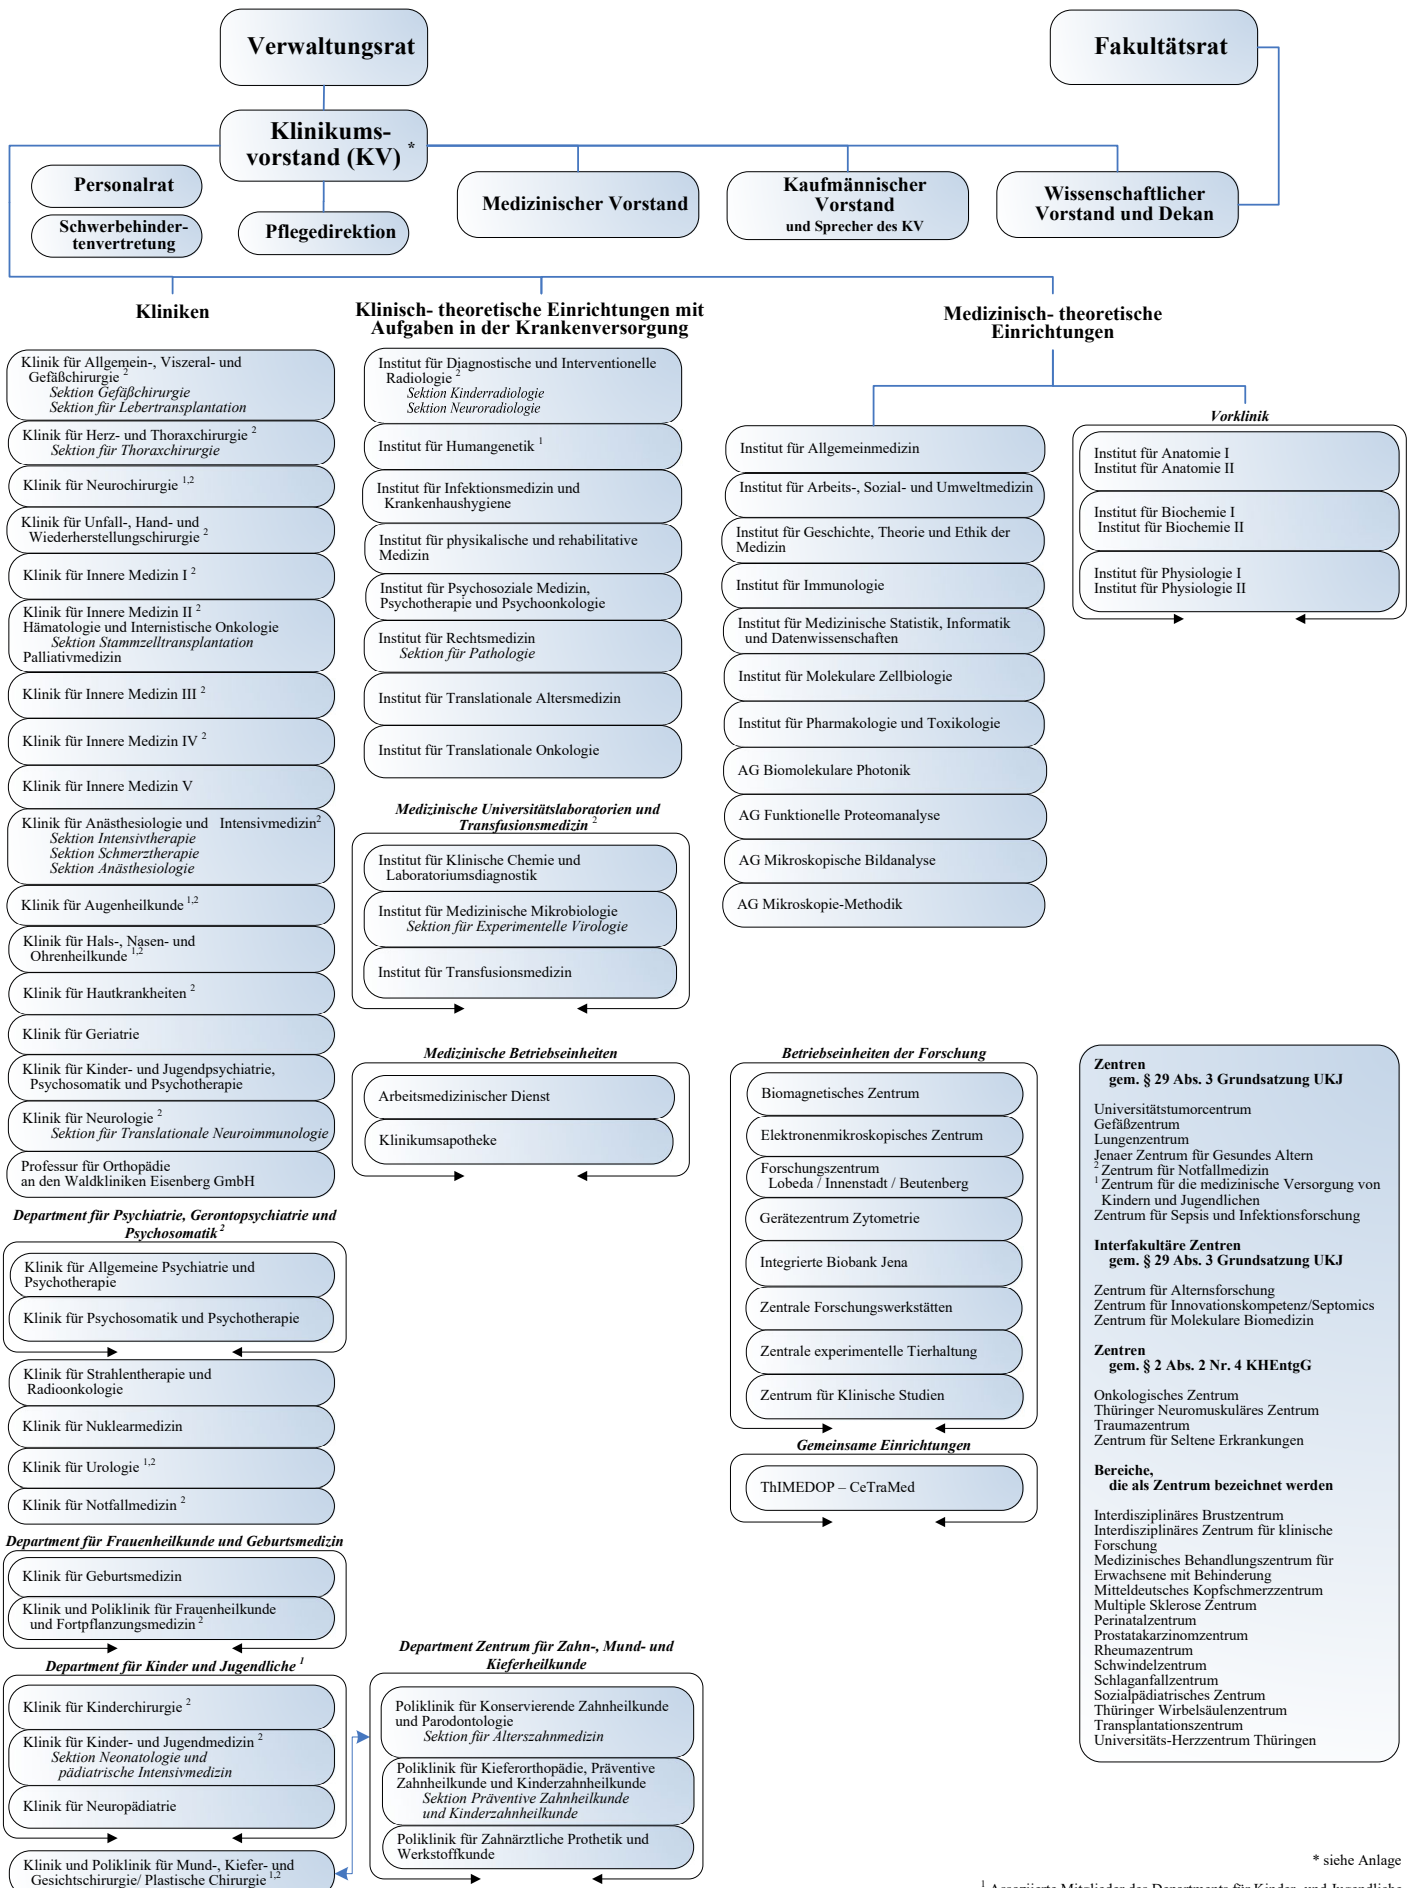 Verwaltungsrat
Fakultätsrat
Klinikums-
vorstand (KV) *
Personalrat
Schwerbehinder-
tenvertretung
Pflegedirektion
Medizinischer Vorstand
Kaufmännischer
Vorstand
und Sprecher des KV
Wissenschaftlicher
Vorstand und Dekan
Kliniken
Klinik für Allgemein-, Viszeral- und
Gefäßchirurgie 2
Sektion Gefäßchirurgie
Sektion für Lebertransplantation
Klinik für Herz- und Thoraxchirurgie 2
Sektion für Thoraxchirurgie
Klinik für Neurochirurgie 1,2
Klinik für Unfall-, Hand- und
Wiederherstellungschirurgie 2
Klinik für Innere Medizin I 2
Klinik für Innere Medizin II 2
Hämatologie und Internistische Onkologie
Sektion Stammzelltransplantation
Palliativmedizin
Klinik für Innere Medizin III 2
Klinik für Innere Medizin IV 2
Klinik für Innere Medizin V
Klinik für Anästhesiologie und Intensivmedizin2
Sektion Intensivtherapie
Sektion Schmerztherapie
Sektion Anästhesiologie
Klinik für Augenheilkunde 1,2
Klinik für Hals-, Nasen- und
Ohrenheilkunde 1,2
Klinik für Hautkrankheiten 2
Klinik für Geriatrie
Klinik für Kinder- und Jugendpsychiatrie,
Psychosomatik und Psychotherapie
Klinik für Neurologie 2
Sektion für Translationale Neuroimmunologie
Professur für Orthopädie
an den Waldkliniken Eisenberg GmbH
Department für Psychiatrie, Gerontopsychiatrie und
Psychosomatik 2
Klinik für Allgemeine Psychiatrie und
Psychotherapie
Klinik für Psychosomatik und Psychotherapie
Klinik für Strahlentherapie und
Radioonkologie
Klinik für Nuklearmedizin
Klinik für Urologie 1,2
Klinik für Notfallmedizin 2
Department für Frauenheilkunde und Geburtsmedizin
Klinik für Geburtsmedizin
Klinik und Poliklinik für Frauenheilkunde
und Fortpflanzungsmedizin 2
Department für Kinder und Jugendliche 1
Klinik für Kinderchirurgie 2
Klinik für Kinder- und Jugendmedizin 2
Sektion Neonatologie und
pädiatrische Intensivmedizin
Klinik für Neuropädiatrie
Klinik und Poliklinik für Mund-, Kiefer- und
Gesichtschirurgie/ Plastische Chirurgie 1,2
Klinisch- theoretische Einrichtungen mit
Aufgaben in der Krankenversorgung
Institut für Diagnostische und Interventionelle
Radiologie 2
Sektion Kinderradiologie
Sektion Neuroradiologie
Institut für Humangenetik 1
Institut für Infektionsmedizin und
Krankenhaushygiene
Institut für physikalische und rehabilitative
Medizin
Institut für Psychosoziale Medizin,
Psychotherapie und Psychoonkologie
Institut für Rechtsmedizin
Sektion für Pathologie
Institut für Translationale Altersmedizin
Institut für Translationale Onkologie
Medizinische Universitätslaboratorien und
Transfusionsmedizin 2
Institut für Klinische Chemie und
Laboratoriumsdiagnostik
Institut für Medizinische Mikrobiologie
Sektion für Experimentelle Virologie
Institut für Transfusionsmedizin
Medizinische Betriebseinheiten
Arbeitsmedizinischer Dienst
Klinikumsapotheke
Department Zentrum für Zahn-, Mund- und
Kieferheilkunde
Poliklinik für Konservierende Zahnheilkunde
und Parodontologie
Sektion für Alterszahnmedizin
Poliklinik für Kieferorthopädie, Präventive
Zahnheilkunde und Kinderzahnheilkunde
Sektion Präventive Zahnheilkunde
und Kinderzahnheilkunde
Poliklinik für Zahnärztliche Prothetik und
Werkstoffkunde
Medizinisch- theoretische
Einrichtungen
Institut für Allgemeinmedizin
Institut für Arbeits-, Sozial- und Umweltmedizin
Institut für Geschichte, Theorie und Ethik der
Medizin
Institut für Immunologie
Institut für Medizinische Statistik, Informatik
und Datenwissenschaften
Institut für Molekulare Zellbiologie
Institut für Pharmakologie und Toxikologie
AG Biomolekulare Photonik
AG Funktionelle Proteomanalyse
AG Mikroskopische Bildanalyse
AG Mikroskopie-Methodik
Vorklinik
Institut für Anatomie I
Institut für Anatomie II
Institut für Biochemie I
Institut für Biochemie II
Institut für Physiologie I
Institut für Physiologie II
Betriebseinheiten der Forschung
Biomagnetisches Zentrum
Elektronenmikroskopisches Zentrum
Forschungszentrum
Lobeda / Innenstadt / Beutenberg
Gerätezentrum Zytometrie
Integrierte Biobank Jena
Zentrale Forschungswerkstätten
Zentrale experimentelle Tierhaltung
Zentrum für Klinische Studien
Gemeinsame Einrichtungen
ThIMEDOP – CeTraMed
Zentren
gem. § 29 Abs. 3 Grundsatzung UKJ
Universitätstumorcentrum
Gefäßzentrum
Lungenzentrum
Jenaer Zentrum für Gesundes Altern
2 Zentrum für Notfallmedizin
1 Zentrum für die medizinische Versorgung von
Kindern und Jugendlichen
Zentrum für Sepsis und Infektionsforschung
Interfakultäre Zentren
gem. § 29 Abs. 3 Grundsatzung UKJ
Zentrum für Alternsforschung
Zentrum für Innovationskompetenz/Septomics
Zentrum für Molekulare Biomedizin
Zentren
gem. § 2 Abs. 2 Nr. 4 KHEntgG
Onkologisches Zentrum
Thüringer Neuromuskuläres Zentrum
Traumazentrum
Zentrum für Seltene Erkrankungen
Bereiche,
die als Zentrum bezeichnet werden
Interdisziplinäres Brustzentrum
Interdisziplinäres Zentrum für klinische
Forschung
Medizinisches Behandlungszentrum für
Erwachsene mit Behinderung
Mitteldeutsches Kopfschmerzzentrum
Multiple Sklerose Zentrum
Perinatalzentrum
Prostatakarzinomzentrum
Rheumazentrum
Schwindelzentrum
Schlaganfallzentrum
Sozialpädiatrisches Zentrum
Thüringer Wirbelsäulenzentrum
Transplantationszentrum
Universitäts-Herzzentrum Thüringen
* siehe Anlage
1 Assoziierte Mitglieder des Departments für Kinder- und Jugendliche